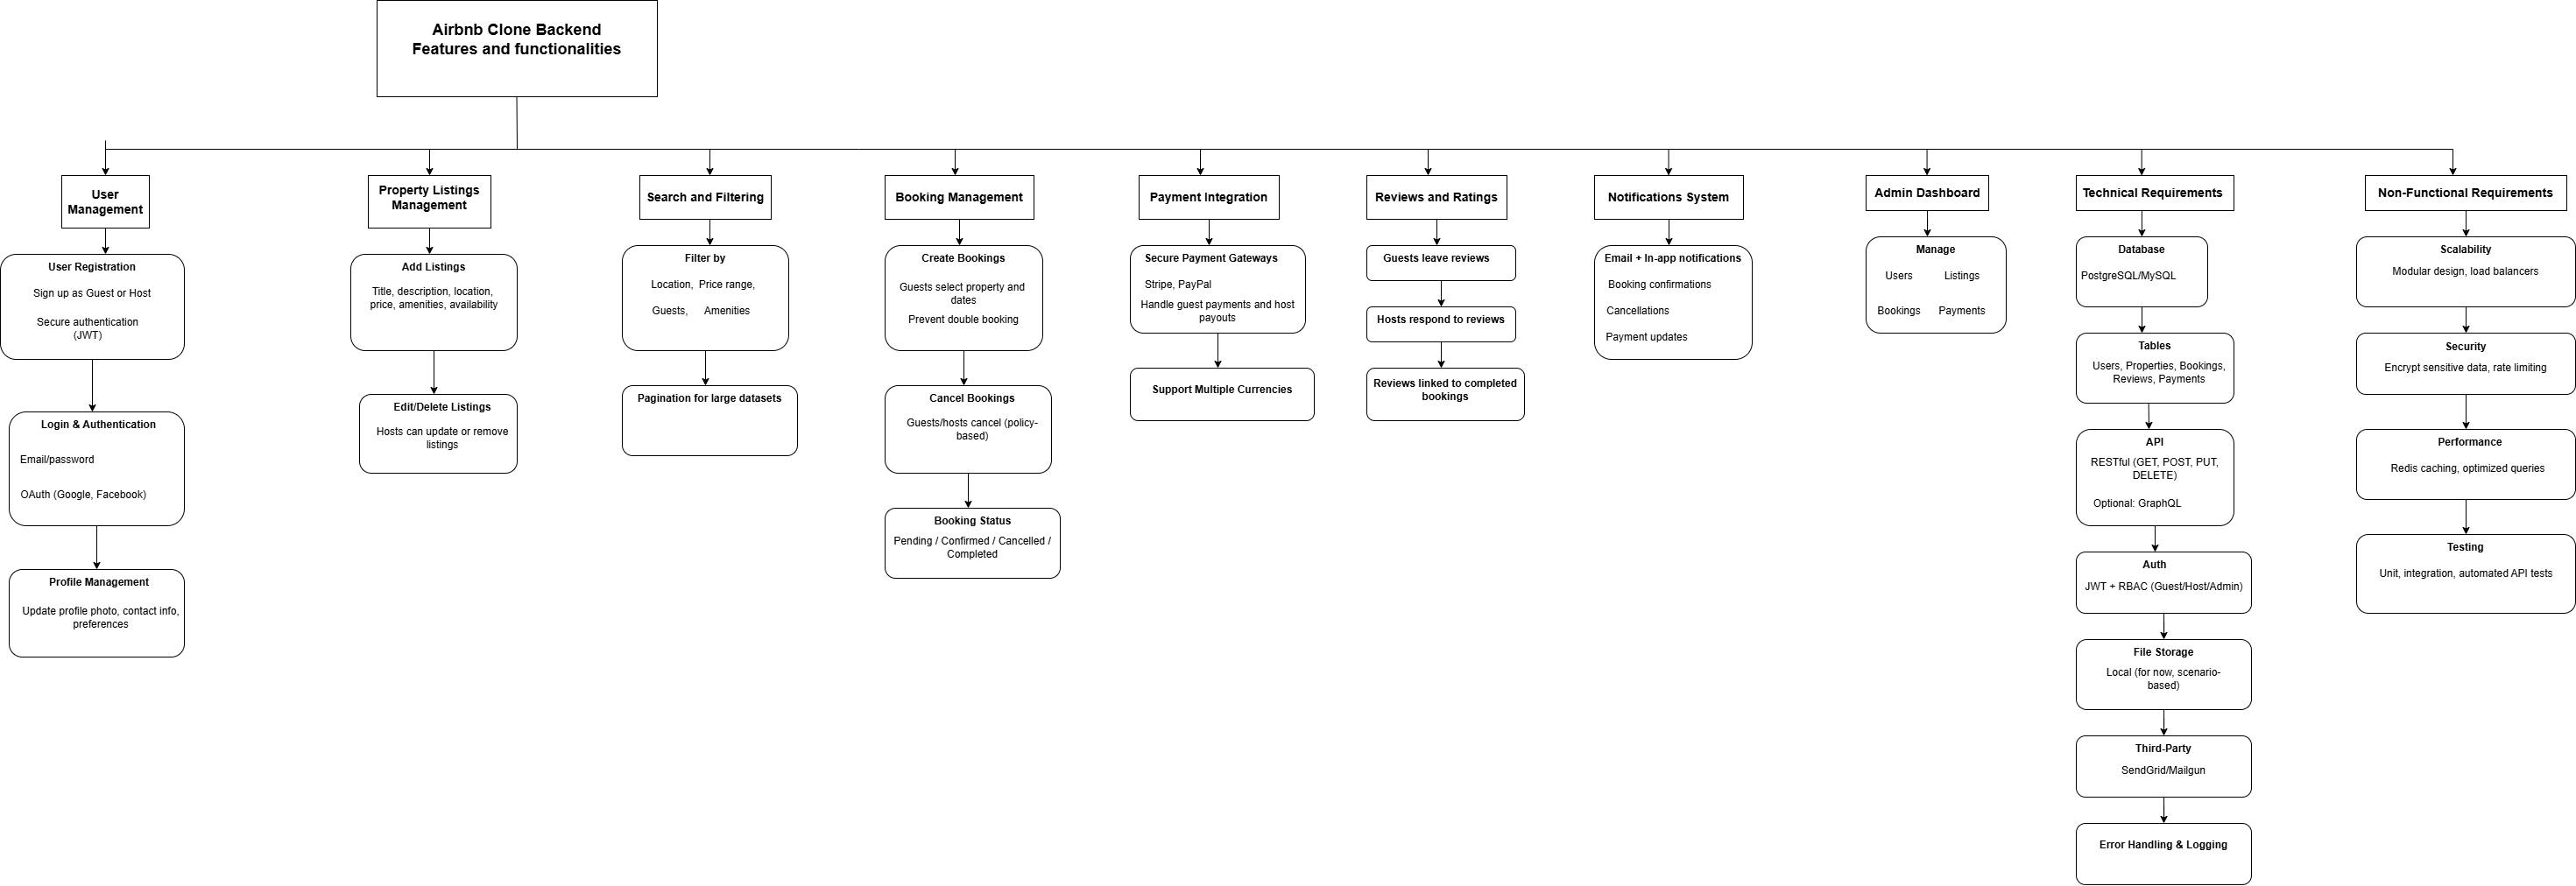 Airbnb Clone Backend
Features and functionalities
User
Management
User Registration
Sign up as Guest or Host
Secure authentication
(JWT)
Login & Authentication
Email/password
OAuth (Google, Facebook)
Profile Management
Update profile photo, contact info,
preferences
Property Listings
Management
Add Listings
Title, description, location,
price, amenities, availability
Edit/Delete Listings
Hosts can update or remove
listings
Search and Filtering
Filter by
Location, Price range,
Guests, Amenities
Pagination for large datasets
Booking Management
Create Bookings
Guests select property and
dates
Prevent double booking
Cancel Bookings
Guests/hosts cancel (policy-
based)
Booking Status
Pending / Confirmed / Cancelled /
Completed
Payment Integration
Secure Payment Gateways
Stripe, PayPal
Handle guest payments and host
payouts
Support Multiple Currencies
Reviews and Ratings
Guests leave reviews
Hosts respond to reviews
Reviews linked to completed
bookings
Notifications System
Email + In-app notifications
Booking confirmations
Cancellations
Payment updates
Admin Dashboard
Manage
Users Listings
Bookings Payments
Technical Requirements
Database
PostgreSQL/MySQL
Tables
Users, Properties, Bookings,
Reviews, Payments
API
RESTful (GET, POST, PUT,
DELETE)
Optional: GraphQL
Auth
JWT + RBAC (Guest/Host/Admin)
File Storage
Local (for now, scenario-
based)
Third-Party
SendGrid/Mailgun
Error Handling & Logging
Non-Functional Requirements
Scalability
Modular design, load balancers
Security
Encrypt sensitive data, rate limiting
Performance
Redis caching, optimized queries
Testing
Unit, integration, automated API tests